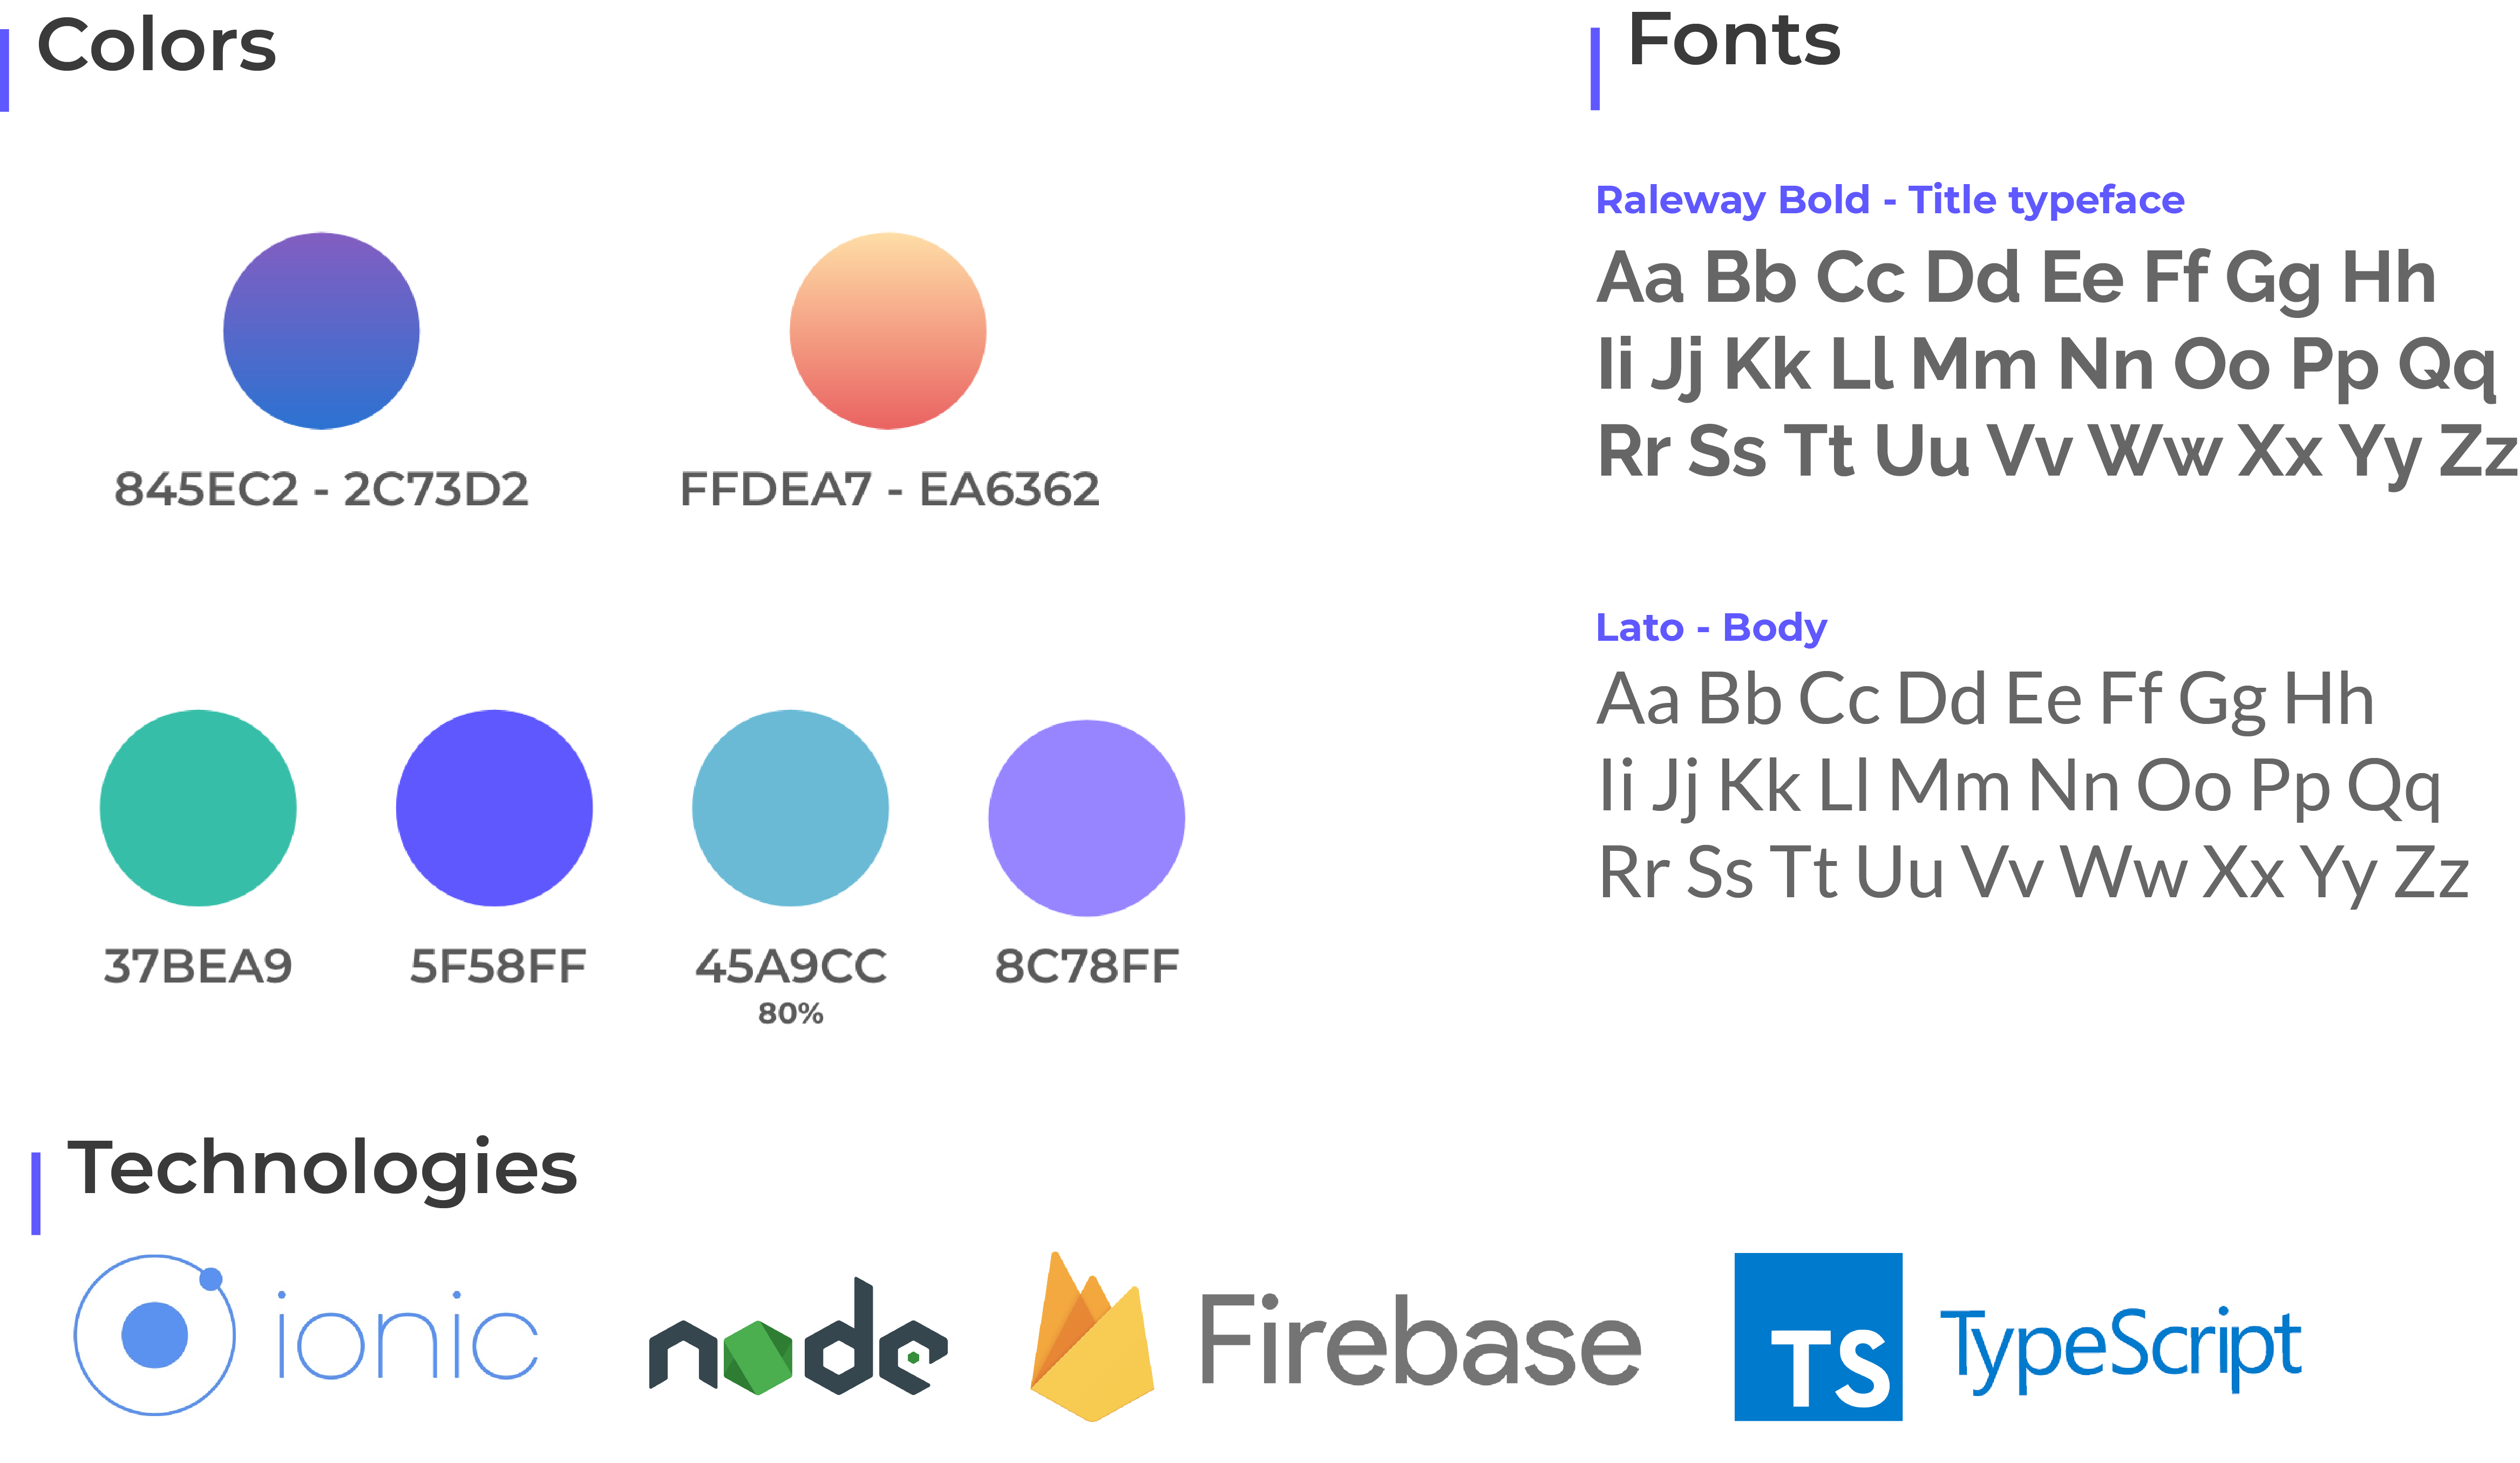 Colors
845EC2 - 2C73D2
FFDEA7 - EA6362
37BEA9
5F58FF
45A9CC
80%
8C78FF
Fonts
Raleway Bold - Title typeface
Aa Bb Cc Dd Ee Ff Gg Hh
Ii Jj Kk Ll Mm Nn Oo Pp Qq
Rr Ss Tt Uu Vv Ww Xx Yy Zz
Lato - Body
Aa Bb Cc Dd Ee Ff Gg Hh
Ii Jj Kk Ll Mm Nn Oo Pp Qq
Rr Ss Tt Uu Vv Ww Xx Yy Zz
Technologies
ionic
node
Firebase
TS
TypeScript